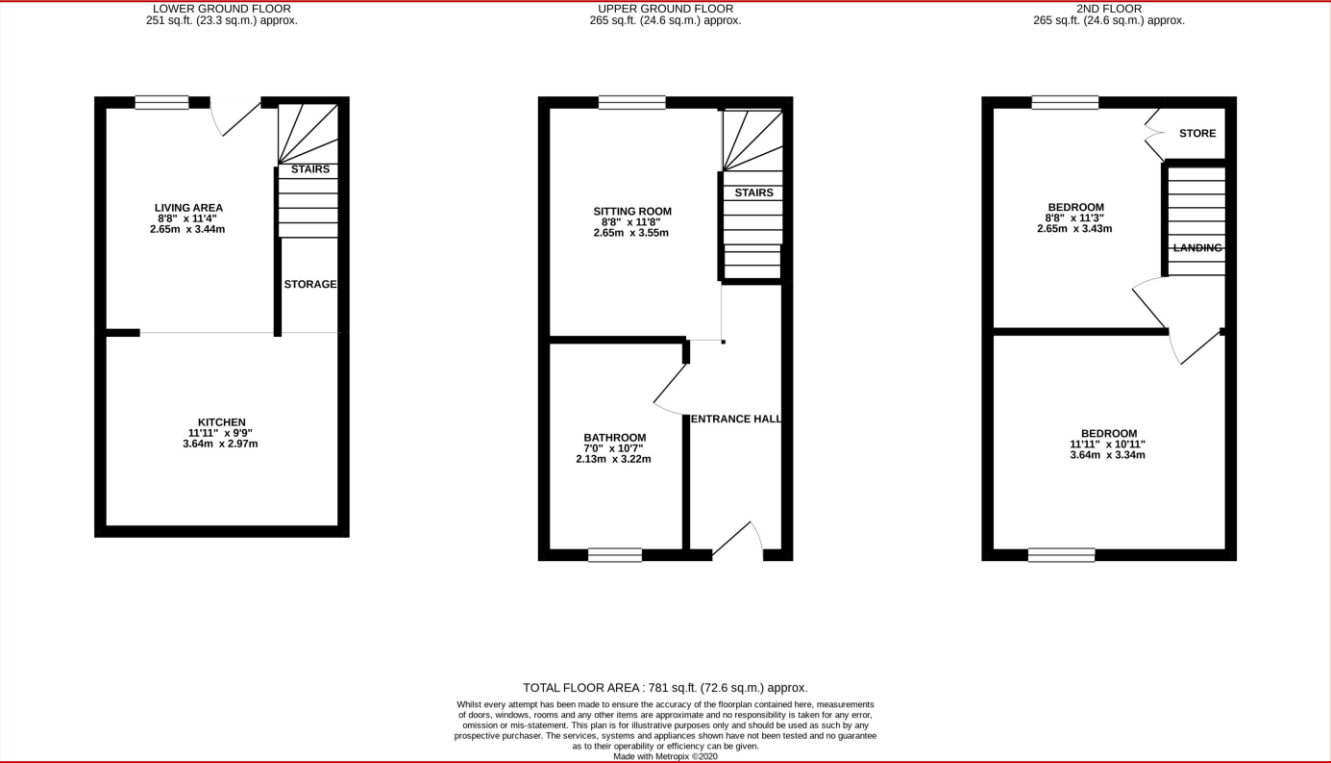 LOWER GROUND FLOOR
251 sq.ft. (23.3 sq.m.) approx.
UPPER GROUND FLOOR
265 sq.ft. (24.6 sq.m.) approx.
2ND FLOOR
265 sq.ft. (24.6 sq.m.) approx.
STAIRS
LIVING AREA
8'8" x 11'4"
2.65m x 3.44m
STORAGE
KITCHEN
11'11" x 9'9"
3.64m x 2.97m
STAIRS
SITTING ROOM
8'8" x 11'8"
2.65m x 3.55m
ENTRANCE HALL
BATHROOM
7'0" x 10'7"
2.13m x 3.22m
STORE
BEDROOM
8'8" x 11'3"
2.65m x 3.43m
LANDING
BEDROOM
11'11" x 10'11"
3.64m x 3.34m
TOTAL FLOOR AREA : 781 sq.ft. (72.6 sq.m.) approx.
Whilst every attempt has been made to ensure the accuracy of the floorplan contained here, measurements
of doors, windows, rooms and any other items are approximate and no responsibility is taken for any error,
omission or mis-statement. This plan is for illustrative purposes only and should be used as such by any
prospective purchaser. The services, systems and appliances shown have not been tested and no guarantee
as to their operability or efficiency can be given.
Made with Metropix ©2020